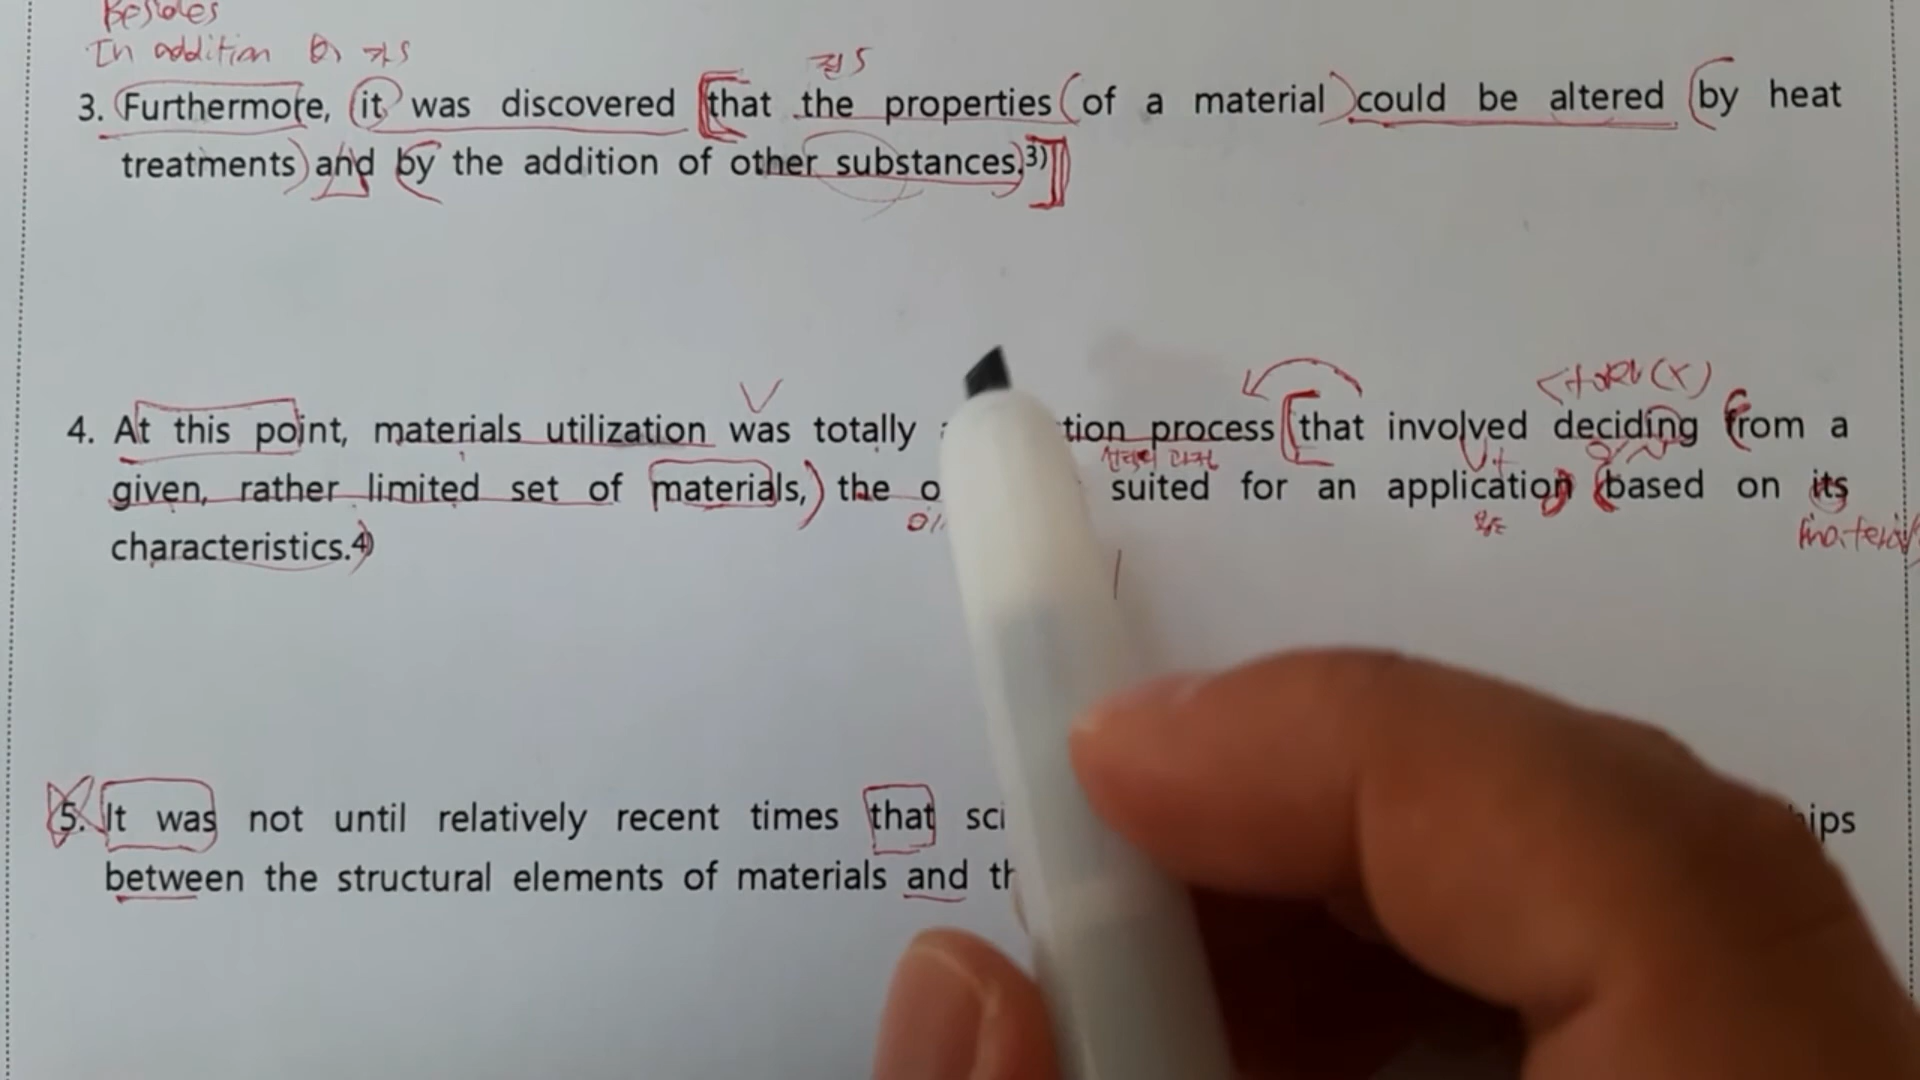 Besides
In addition
3. Furthermore, it was discovered that the properties of a material could be altered by heat
treatments and by the addition of other substances.3)
4. At this point, materials utilization was totally tion process that involved deciding from a
given, rather limited set of materials, the suited for an application based on its
characteristics.4)
5. It was not until relatively recent times that
between the structural elements of materials and